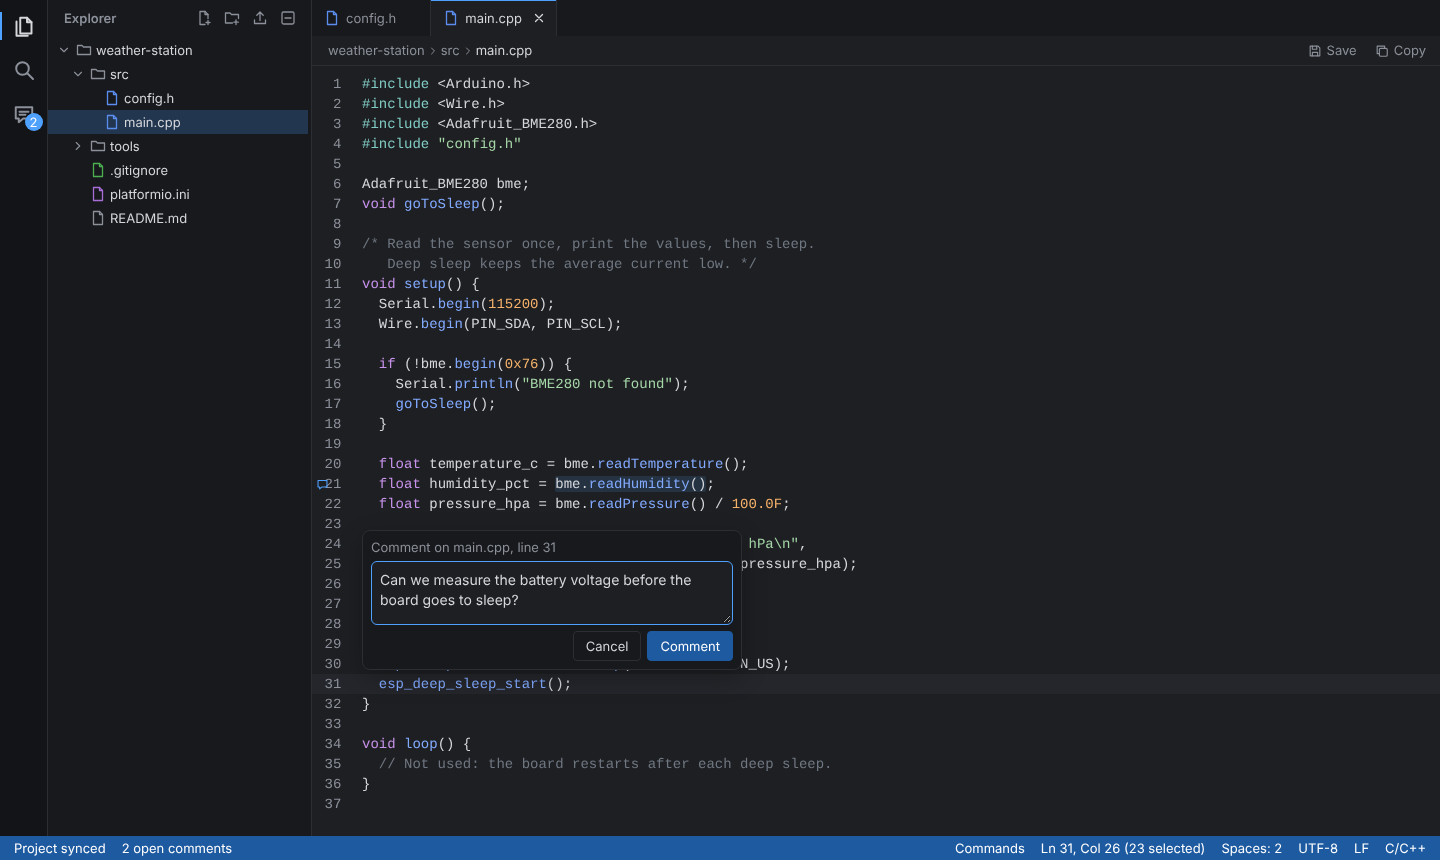 Explorer
config.h
main.cpp
2
weather-station
src
config.h
main.cpp
tools
.gitignore
platformio.ini
README.md
weather-station › src › main.cpp
Save
Copy
1 #include <Arduino.h>
2 #include <Wire.h>
3 #include <Adafruit_BME280.h>
4 #include "config.h"
5
6 Adafruit_BME280 bme;
7 void goToSleep();
8
9 /* Read the sensor once, print the values, then sleep.
10    Deep sleep keeps the average current low. */
11 void setup() {
12   Serial.begin(115200);
13   Wire.begin(PIN_SDA, PIN_SCL);
14
15   if (!bme.begin(0x76)) {
16     Serial.println("BME280 not found");
17     goToSleep();
18   }
19
20   float temperature_c = bme.readTemperature();
21   float humidity_pct = bme.readHumidity();
22   float pressure_hpa = bme.readPressure() / 100.0F;
23
24 hPa\n",
25 pressure_hpa);
26
27
28
29
30 N_US);
31   esp_deep_sleep_start();
32 }
33
34 void loop() {
35   // Not used: the board restarts after each deep sleep.
36 }
37
Comment on main.cpp, line 31
Can we measure the battery voltage before the
board goes to sleep?
Cancel
Comment
Project synced
2 open comments
Commands
Ln 31, Col 26 (23 selected)
Spaces: 2
UTF-8
LF
C/C++